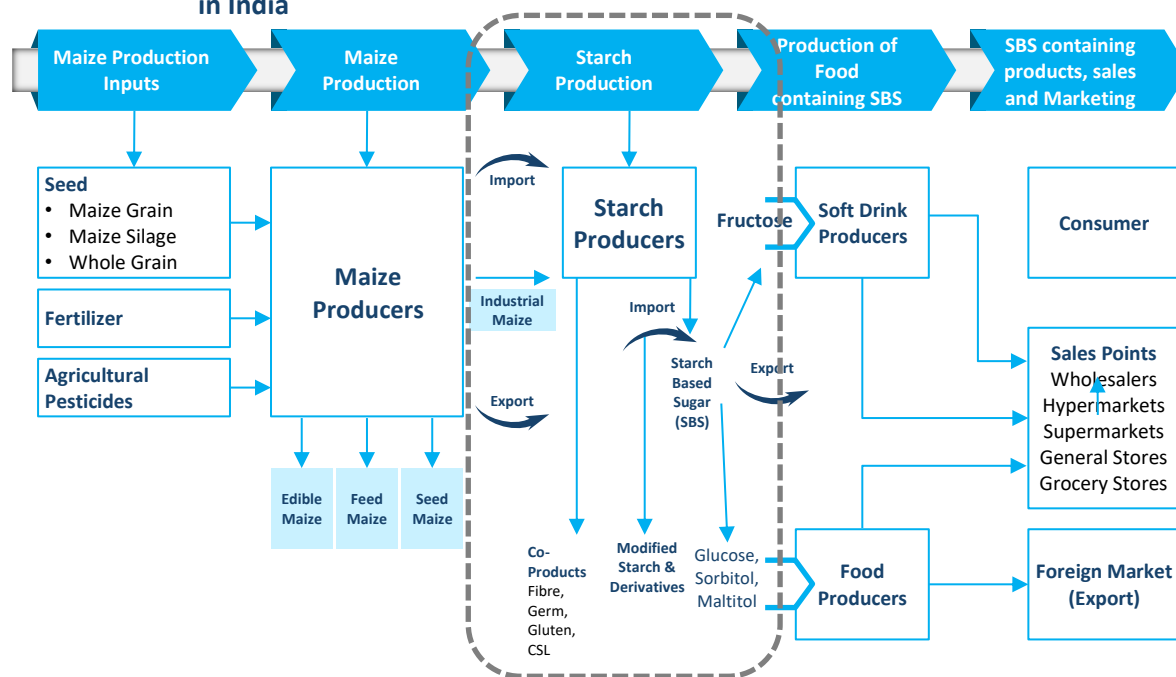 in India
Maize Production
Inputs
Maize
Production
Starch
Production
Production of
Food
containing SBS
SBS containing
products, sales
and Marketing
Seed
• Maize Grain
• Maize Silage
• Whole Grain
Fertilizer
Agricultural
Pesticides
Maize
Producers
Edible
Maize
Feed
Maize
Seed
Maize
Import
Industrial
Maize
Export
Starch
Producers
Import
Starch
Based
Sugar
(SBS)
Export
Co-
Products
Fibre,
Germ,
Gluten,
CSL
Modified
Starch &
Derivatives
Glucose,
Sorbitol,
Maltitol
Fructose
Soft Drink
Producers
Food
Producers
Consumer
Sales Points
Wholesalers
Hypermarkets
Supermarkets
General Stores
Grocery Stores
Foreign Market
(Export)